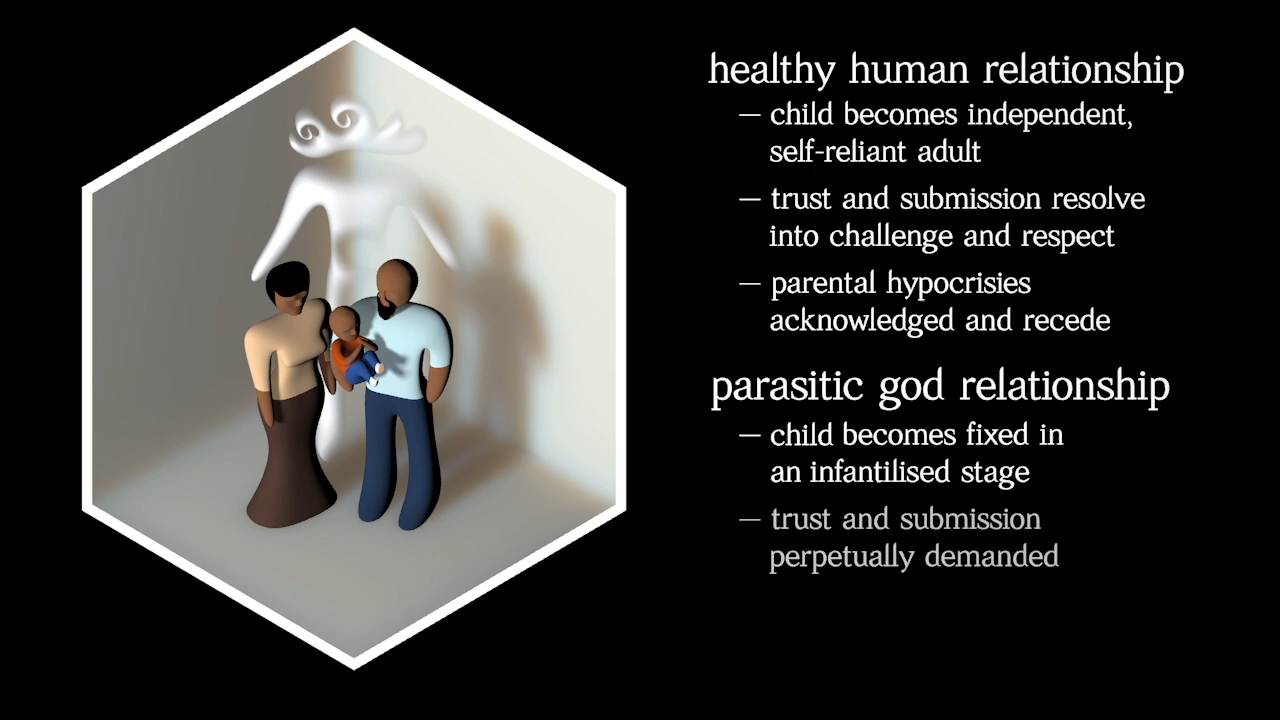 healthy human relationship
– child becomes independent,
self-reliant adult
– trust and submission resolve
into challenge and respect
– parental hypocrisies
acknowledged and recede
parasitic god relationship
– child becomes fixed in
an infantilised stage
– trust and submission
perpetually demanded